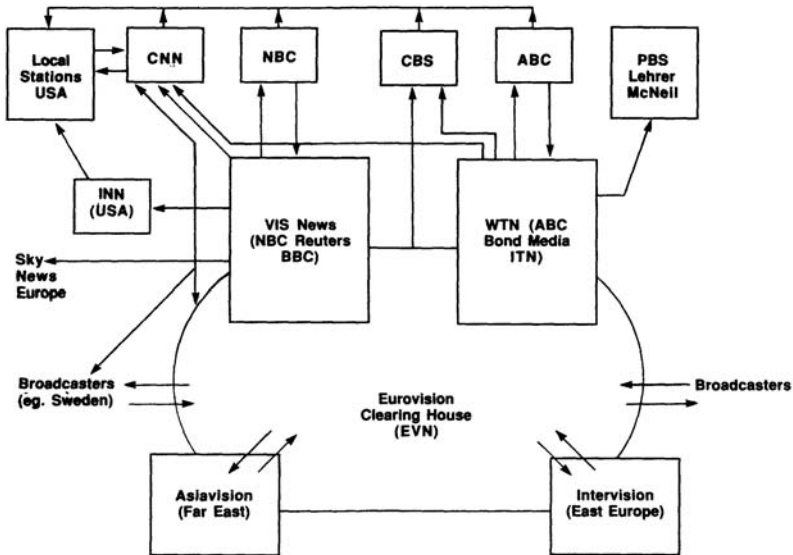 Local
Stations
USA
CNN
NBC
CBS
ABC
PBS
Lehrer
McNeil
INN
(USA)
VIS News
(NBC Reuters
BBC)
WTN (ABC
Bond Media
ITN)
Sky
News
Europe
Broadcasters
(eg. Sweden)
Eurovision
Clearing House
(EVN)
Broadcasters
Asiavision
(Far East)
Intervision
(East Europe)